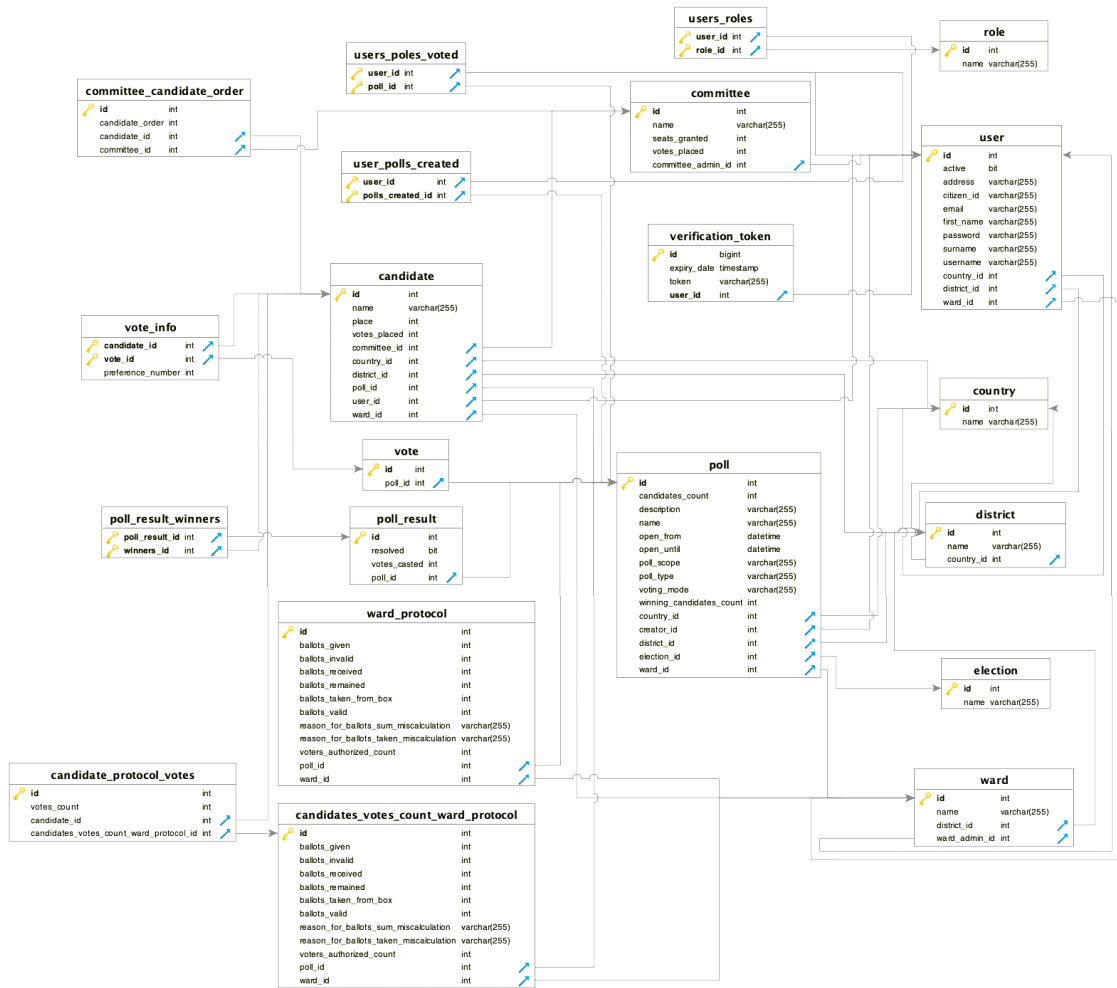 users_roles
user_id int
role_id int
role
id int
name varchar(255)
users_poles_voted
user_id int
poll_id int
committee_candidate_order
id int
candidate_order int
candidate_id int
committee_id int
committee
id int
name varchar(255)
seats_granted int
votes_placed int
committee_admin_id int
user
id int
active bit
address varchar(255)
citizen_id varchar(255)
email varchar(255)
first_name varchar(255)
password varchar(255)
surname varchar(255)
username varchar(255)
country_id int
district_id int
ward_id int
user_polls_created
user_id int
polls_created_id int
verification_token
id bigint
expiry_date timestamp
token varchar(255)
user_id int
candidate
id int
name varchar(255)
place int
votes_placed int
committee_id int
country_id int
district_id int
poll_id int
user_id int
ward_id int
vote_info
candidate_id int
vote_id int
preference_number int
country
id int
name varchar(255)
vote
id int
poll_id int
poll
id int
candidates_count int
description varchar(255)
name varchar(255)
open_from datetime
open_until datetime
poll_scope varchar(255)
poll_type varchar(255)
voting_mode varchar(255)
winning_candidates_count int
country_id int
creator_id int
district_id int
election_id int
ward_id int
poll_result_winners
poll_result_id int
winners_id int
poll_result
id int
resolved bit
votes_casted int
poll_id int
district
id int
name varchar(255)
country_id int
ward_protocol
id int
ballots_given int
ballots_invalid int
ballots_received int
ballots_remained int
ballots_taken_from_box int
ballots_valid int
reason_for_ballots_sum_miscalculation varchar(255)
reason_for_ballots_taken_miscalculation varchar(255)
voters_authorized_count int
poll_id int
ward_id int
election
id int
name varchar(255)
candidate_protocol_votes
id int
votes_count int
candidate_id int
candidates_votes_count_ward_protocol_id int
ward
id int
name varchar(255)
district_id int
ward_admin_id int
candidates_votes_count_ward_protocol
id int
ballots_given int
ballots_invalid int
ballots_received int
ballots_remained int
ballots_taken_from_box int
ballots_valid int
reason_for_ballots_sum_miscalculation varchar(255)
reason_for_ballots_taken_miscalculation varchar(255)
voters_authorized_count int
poll_id int
ward_id int